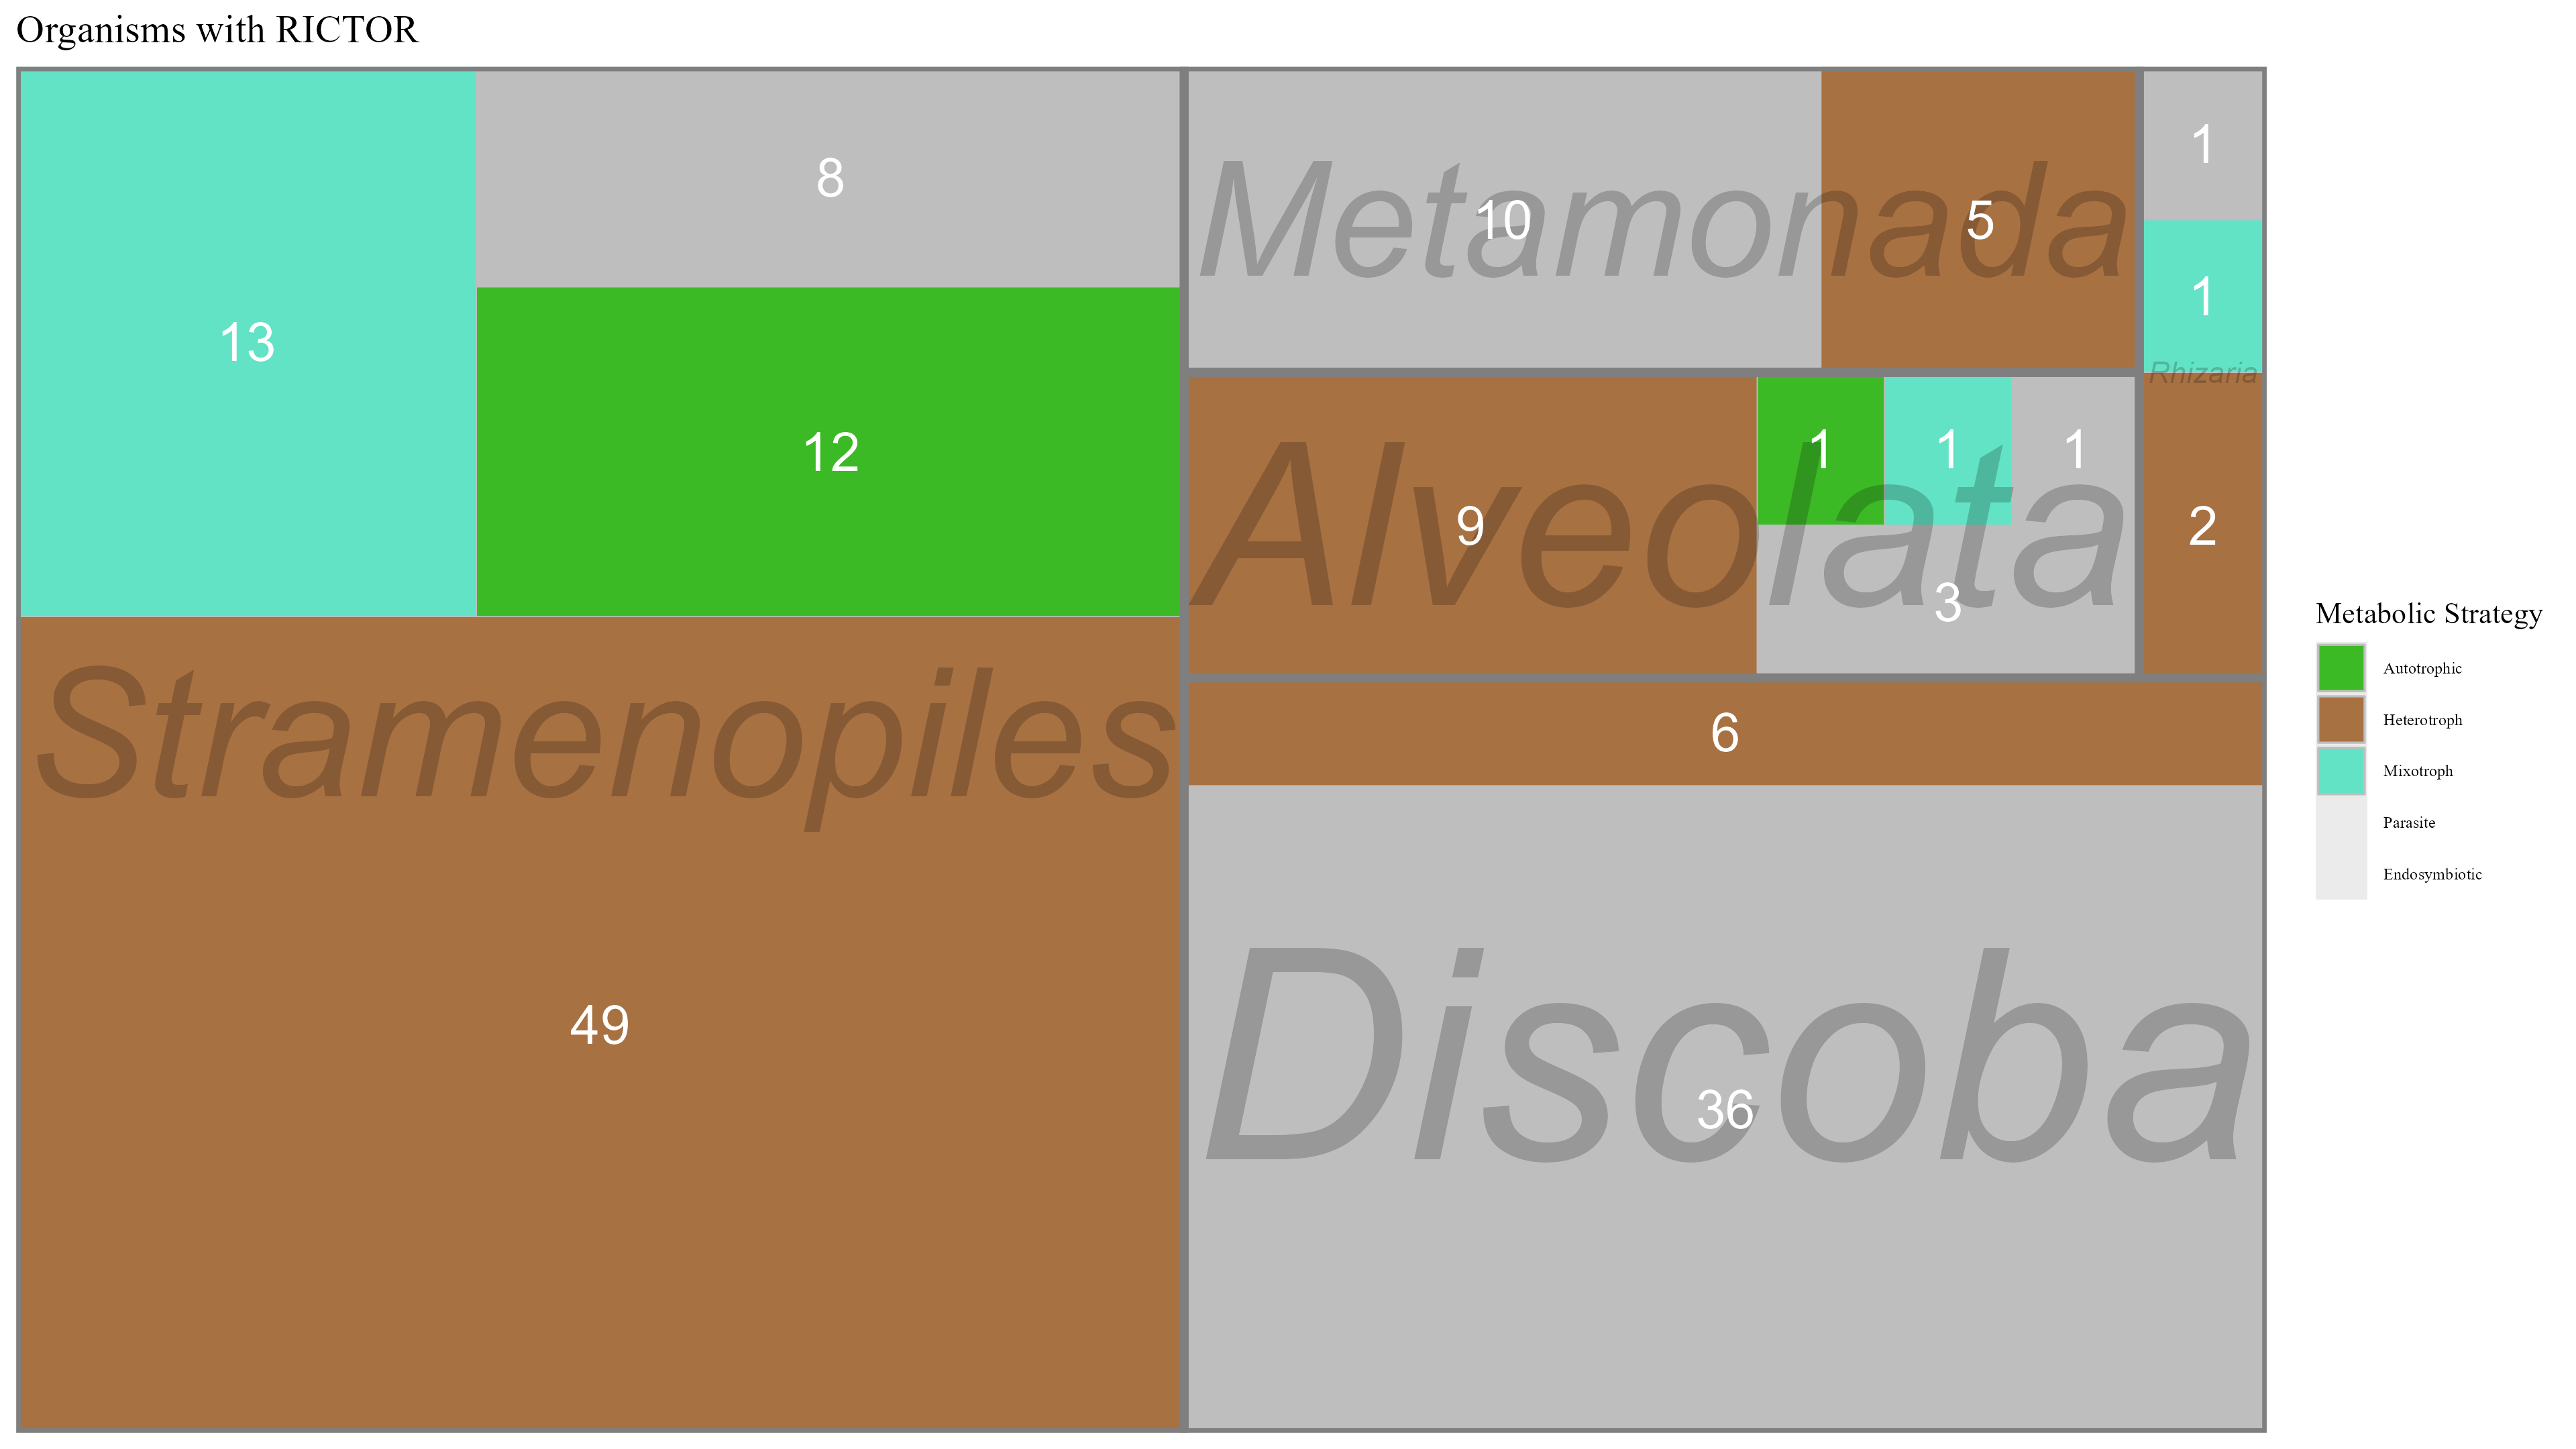 Organisms with RICTOR
13
8
12
Stramenopiles
49
Metamonada
10
5
1
1
Rhizaria
2
Alveolata
9
1
1
1
3
6
Discoba
36
Metabolic Strategy
Autotrophic
Heterotroph
Mixotroph
Parasite
Endosymbiotic